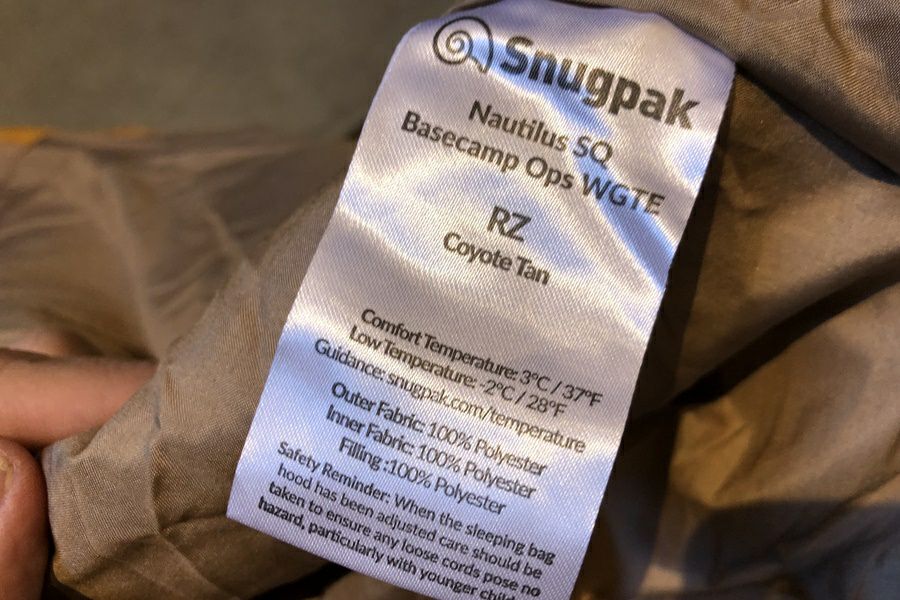 Snugpak
Nautilus SQ
Basecamp Ops WGTE
RZ
Coyote Tan
Comfort Temperature: 3°C / 37°F
Low Temperature: -2°C / 28°F
Guidance: snugpak.com/temperature
Outer Fabric: 100% Polyester
Inner Fabric: 100% Polyester
Filling :100% Polyester
Safety Reminder: When the sleeping bag
hood has been adjusted care should be
taken to ensure any loose cords pose no
hazard, particularly with younger